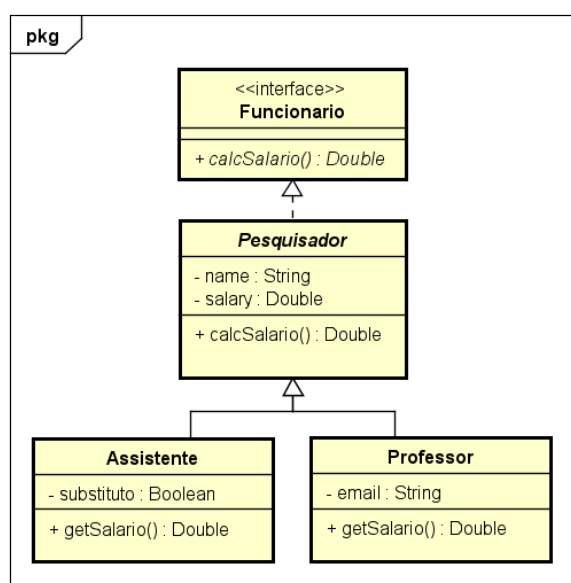 pkg
<<interface>>
Funcionario
+ calcSalario() : Double
Pesquisador
- name : String
- salary : Double
+ calcSalario() : Double
Assistente
- substituto : Boolean
+ getSalario() : Double
Professor
- email : String
+ getSalario() : Double